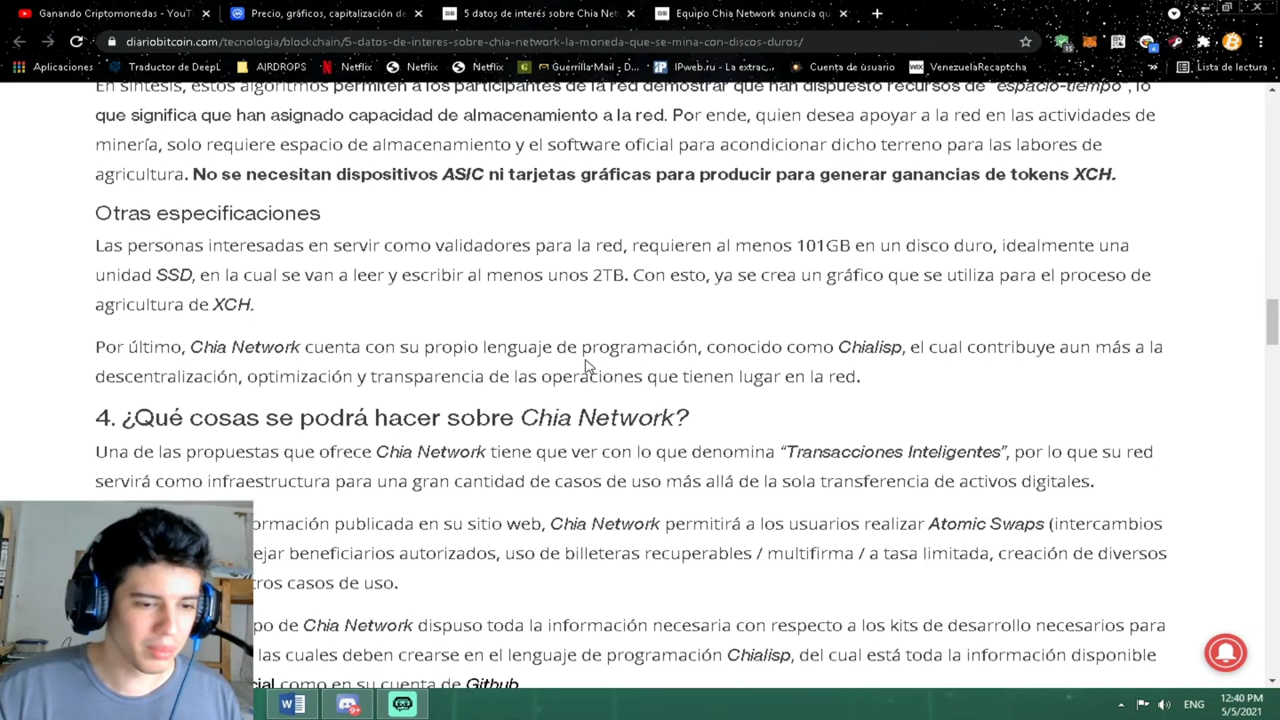 Ganando Criptomonedas - YouT
Precio, gráficos, capitalización de
5 datos de interés sobre Chia Net
Equipo Chia Network anuncia qu
diariobitcoin.com/tecnologia/blockchain/5-datos-de-interes-sobre-chia-network-la-moneda-que-se-mina-con-discos-duros/
15
4
Aplicaciones
Traductor de DeepL
AIRDROPS
Netflix
Netflix
Netflix
Guerrilla Mail - D...
IPweb.ru - La extrac...
Cuenta de usuario
WIX
VenezuelaRecaptcha
»
Lista de lectura
En síntesis, estos algoritmos permiten a los participantes de la red demostrar que han dispuesto recursos de "espacio-tiempo", lo
que significa que han asignado capacidad de almacenamiento a la red. Por ende, quien desea apoyar a la red en las actividades de
minería, solo requiere espacio de almacenamiento y el software oficial para acondicionar dicho terreno para las labores de
agricultura. No se necesitan dispositivos ASIC ni tarjetas gráficas para producir para generar ganancias de tokens XCH.
Otras especificaciones
Las personas interesadas en servir como validadores para la red, requieren al menos 101GB en un disco duro, idealmente una
unidad SSD, en la cual se van a leer y escribir al menos unos 2TB. Con esto, ya se crea un gráfico que se utiliza para el proceso de
agricultura de XCH.
Por último, Chia Network cuenta con su propio lenguaje de programación, conocido como Chialisp, el cual contribuye aun más a la
descentralización, optimización y transparencia de las operaciones que tienen lugar en la red.
4. ¿Qué cosas se podrá hacer sobre Chia Network?
Una de las propuestas que ofrece Chia Network tiene que ver con lo que denomina "Transacciones Inteligentes", por lo que su red
servirá como infraestructura para una gran cantidad de casos de uso más allá de la sola transferencia de activos digitales.
ormación publicada en su sitio web, Chia Network permitirá a los usuarios realizar Atomic Swaps (intercambios
ejar beneficiarios autorizados, uso de billeteras recuperables / multifirma / a tasa limitada, creación de diversos
tros casos de uso.
po de Chia Network dispuso toda la información necesaria con respecto a los kits de desarrollo necesarios para
las cuales deben crearse en el lenguaje de programación Chialisp, del cual está toda la información disponible
cial como en su cuenta de Github.
ENG
12:40 PM
5/5/2021